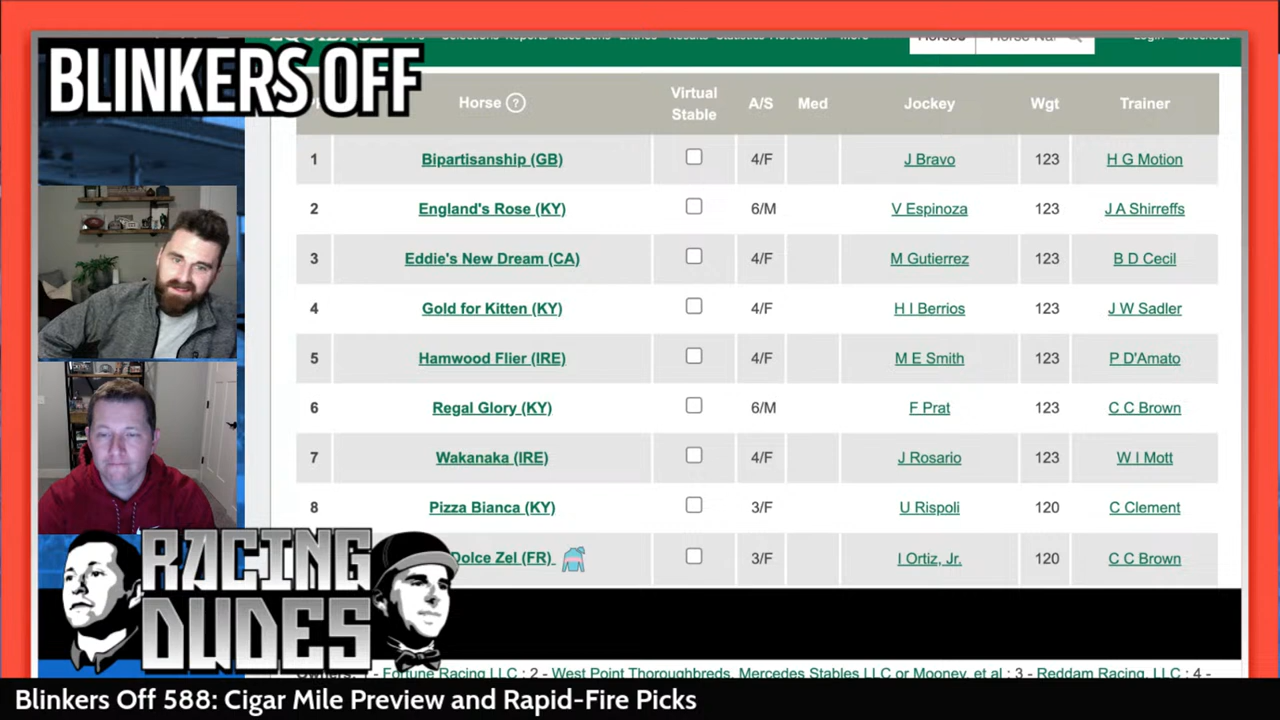 BLINKERS OFF
Horse ? Virtual Stable A/S Med Jockey Wgt Trainer
1 Bipartisanship (GB) 4/F J Bravo 123 H G Motion
2 England's Rose (KY) 6/M V Espinoza 123 J A Shirreffs
3 Eddie's New Dream (CA) 4/F M Gutierrez 123 B D Cecil
4 Gold for Kitten (KY) 4/F H I Berrios 123 J W Sadler
5 Hamwood Flier (IRE) 4/F M E Smith 123 P D'Amato
6 Regal Glory (KY) 6/M F Prat 123 C C Brown
7 Wakanaka (IRE) 4/F J Rosario 123 W I Mott
8 Pizza Bianca (KY) 3/F U Rispoli 120 C Clement
Dolce Zel (FR) 3/F I Ortiz, Jr. 120 C C Brown
RACING
DUDES
Fortune Racing LLC ; 2 - West Point Thoroughbreds, Mercedes Stables LLC or Mooney, et al ; 3 - Reddam Racing, LLC ; 4 -
Blinkers Off 588: Cigar Mile Preview and Rapid-Fire Picks